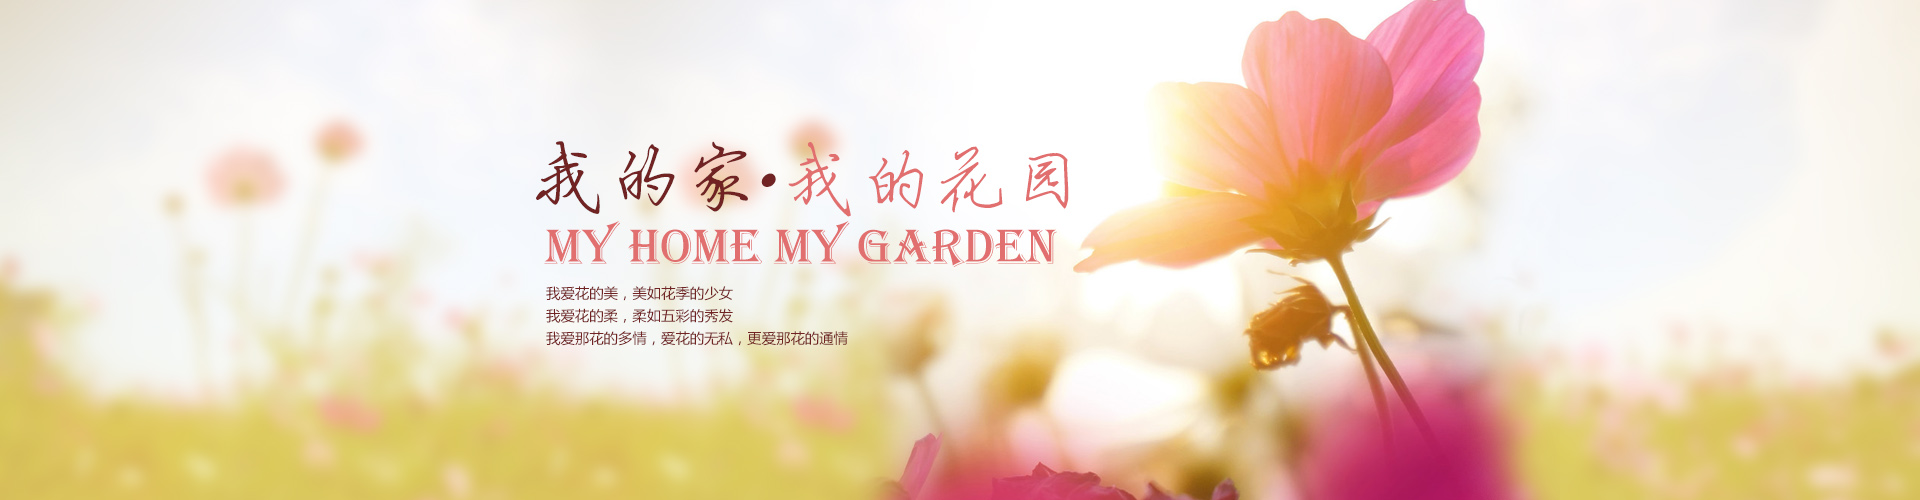 我的家·我的花园
MY HOME MY GARDEN
我爱花的美，美如花季的少女
我爱花的柔，柔如五彩的秀发
我爱那花的多情，爱花的无私，更爱那花的通情